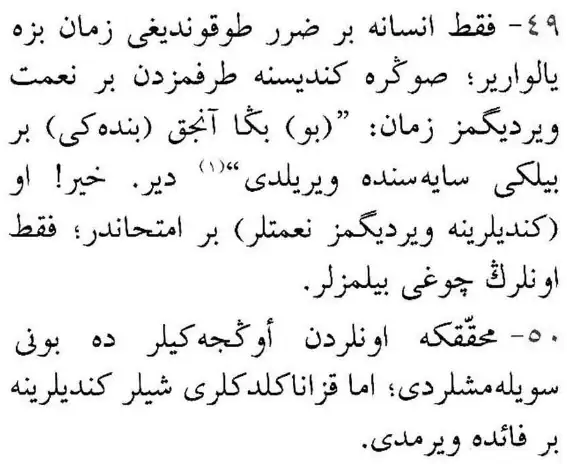 ٤٩- فقط انسانه بر ضرر طوقونديغى زمان بزه
يالواریر؛ صوڭره كنديسنه طرفمزدن بر نعمت
ويرديگمز زمان: ”(بو) بڭا آنجق (بنده‌كى) بر
بيلكى سايه‌سنده ويريلدى“(١) دير. خير! او
(كنديلرينه ويرديگمز نعمتلر) بر امتحاندر؛ فقط
اونلرڭ چوغى بيلمزلر.
٥٠- محقّقكه اونلردن أوڭجه‌كيلر ده بونى
سويله‌مشلردى؛ اما قزاناكلدكلرى شيلر كنديلرينه
بر فائده ويرمدى.